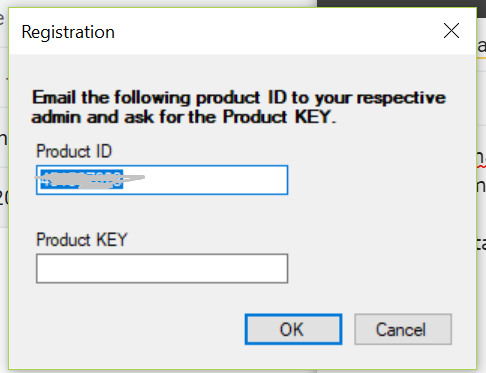 Registration
Email the following product ID to your respective
admin and ask for the Product KEY.
Product ID
Product KEY
OK
Cancel